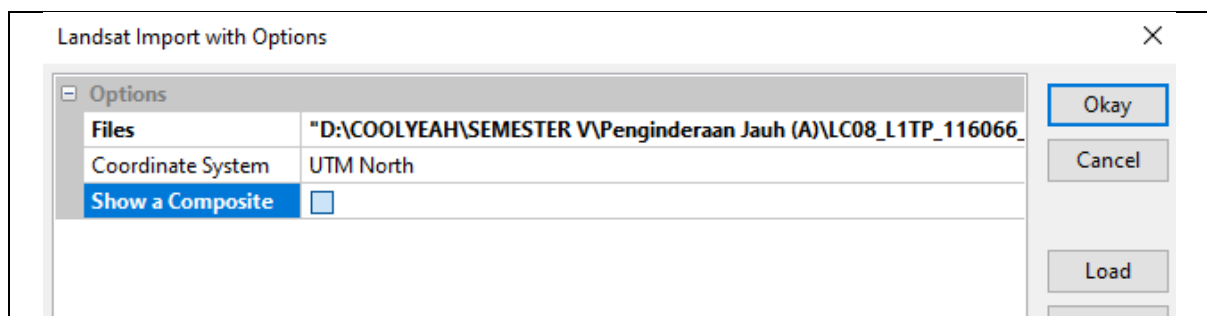 Landsat Import with Options
Options
Okay
Files "D:\COOLYEAH\SEMESTER V\Penginderaan Jauh (A)\LC08_L1TP_116066_
Coordinate System UTM North
Cancel
Show a Composite
Load